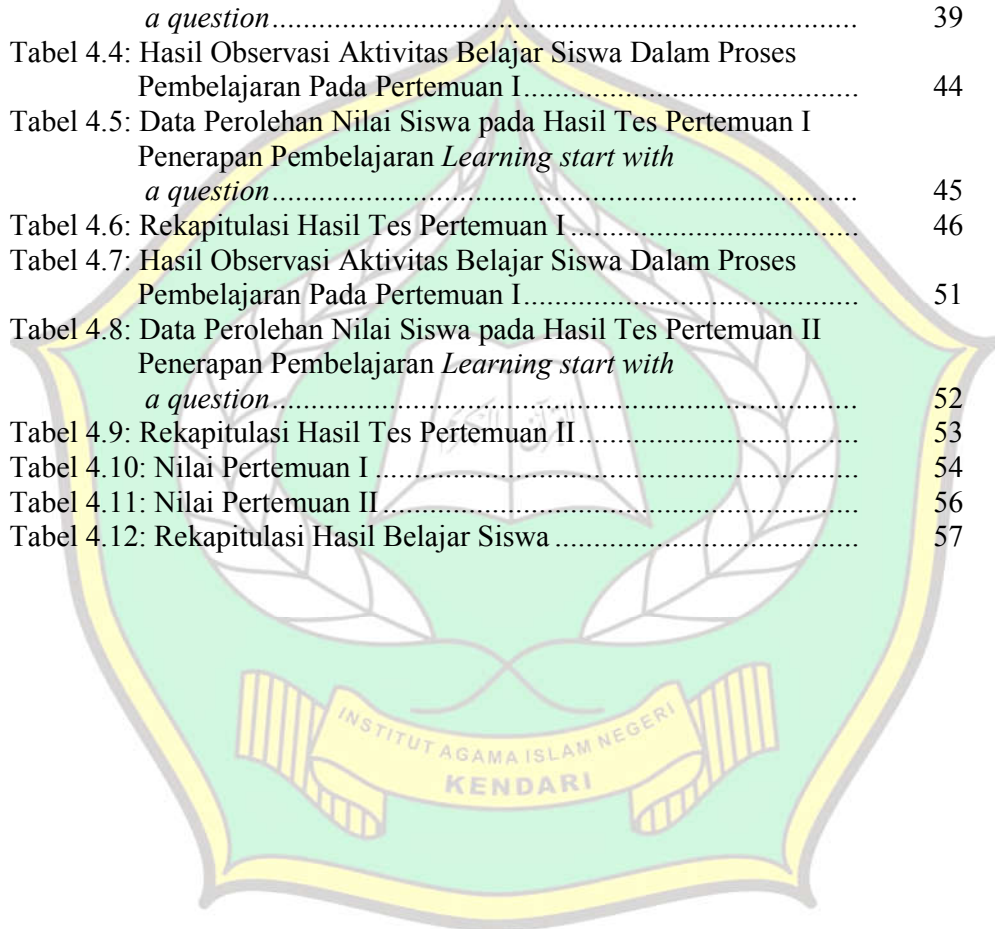 a question........................................................................................ 39
Tabel 4.4: Hasil Observasi Aktivitas Belajar Siswa Dalam Proses
Pembelajaran Pada Pertemuan I.................................................. 44
Tabel 4.5: Data Perolehan Nilai Siswa pada Hasil Tes Pertemuan I
Penerapan Pembelajaran Learning start with
a question........................................................................................ 45
Tabel 4.6: Rekapitulasi Hasil Tes Pertemuan I........................................... 46
Tabel 4.7: Hasil Observasi Aktivitas Belajar Siswa Dalam Proses
Pembelajaran Pada Pertemuan I.................................................. 51
Tabel 4.8: Data Perolehan Nilai Siswa pada Hasil Tes Pertemuan II
Penerapan Pembelajaran Learning start with
a question........................................................................................ 52
Tabel 4.9: Rekapitulasi Hasil Tes Pertemuan II.......................................... 53
Tabel 4.10: Nilai Pertemuan I........................................................................ 54
Tabel 4.11: Nilai Pertemuan II....................................................................... 56
Tabel 4.12: Rekapitulasi Hasil Belajar Siswa.............................................. 57
INSTITUT AGAMA ISLAM NEGERI
KENDARI